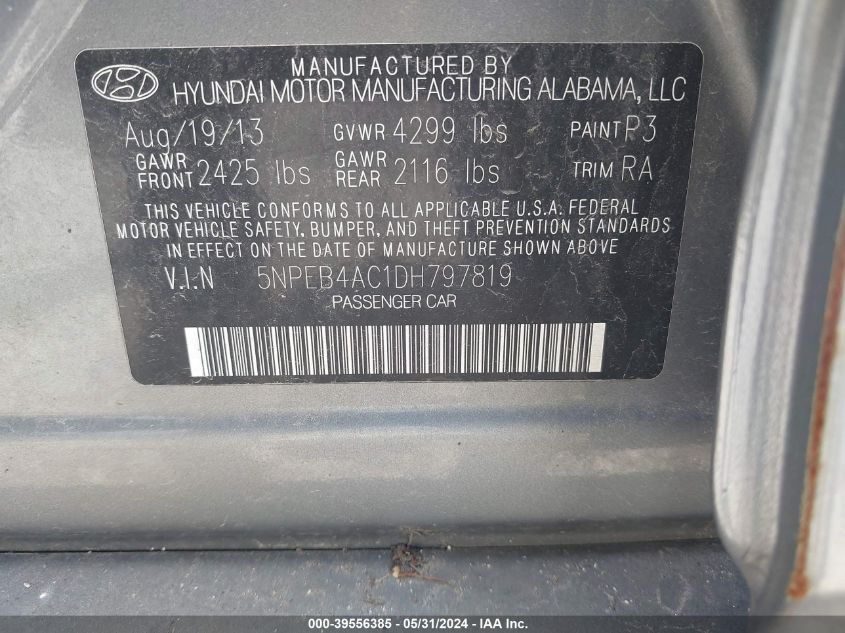 MANUFACTURED BY
HYUNDAI MOTOR MANUFACTURING ALABAMA, LLC
Aug/19/13 GVWR 4299 lbs PAINT P3
GAWR FRONT 2425 lbs GAWR REAR 2116 lbs TRIM RA
THIS VEHICLE CONFORMS TO ALL APPLICABLE U.S.A. FEDERAL
MOTOR VEHICLE SAFETY, BUMPER, AND THEFT PREVENTION STANDARDS
IN EFFECT ON THE DATE OF MANUFACTURE SHOWN ABOVE
V.I.N 5NPEB4AC1DH797819
PASSENGER CAR
000-39556385 - 05/31/2024 - IAA Inc.